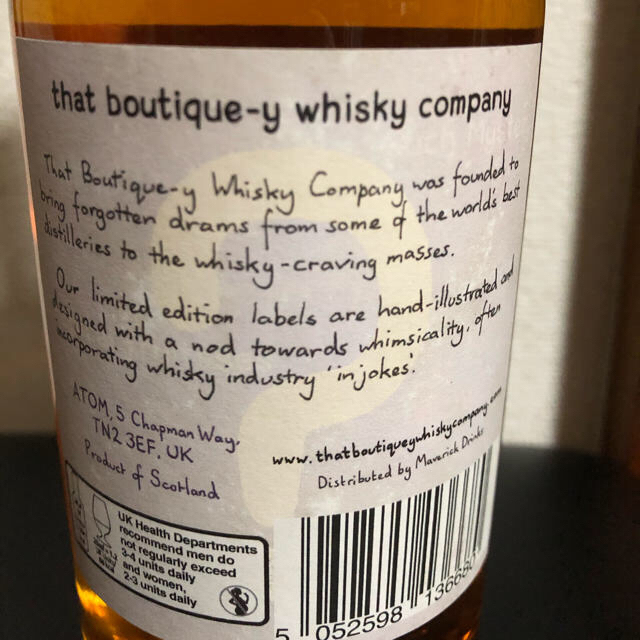 that boutique-y whisky company
That Boutique-y Whisky Company was founded to
bring forgotten drams from some of the world's best
distilleries to the whisky-craving masses.
Our limited edition labels are hand-illustrated and
designed with a nod towards whimsicality, often
incorporating whisky industry 'in jokes'.
ATOM, 5 Chapman Way,
TN2 3EF, UK
Product of Scotland
www.thatboutiqueywhiskycompany.com
Distributed by Maverick Drinks
UK Health Departments
recommend men do
not regularly exceed
3-4 units daily
and women,
2-3 units daily
5 052598